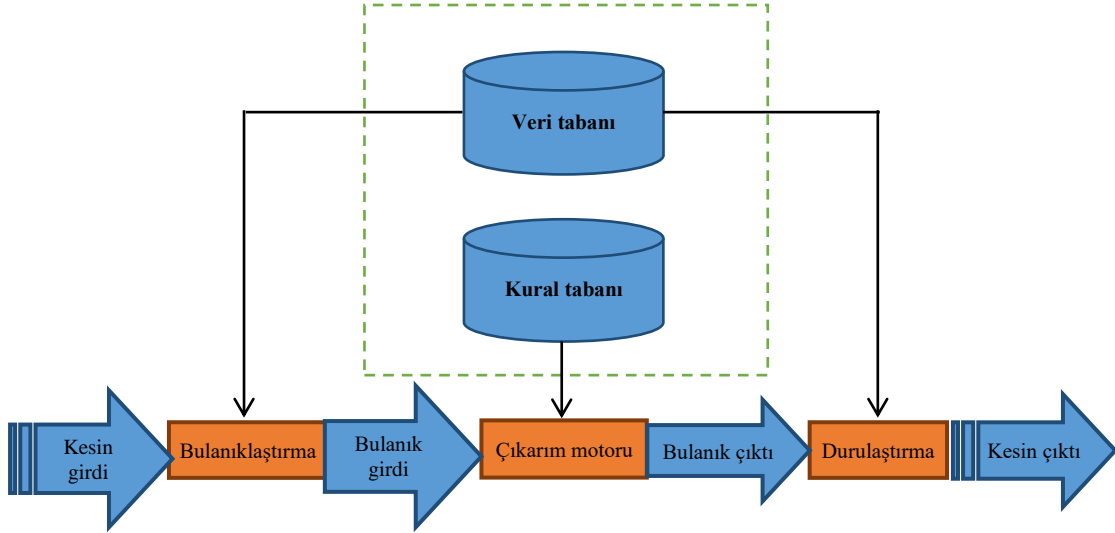 Veri tabanı
Kural tabanı
Kesin
girdi
Bulanıklaştırma
Bulanık
girdi
Çıkarım motoru
Bulanık çıktı
Durulaştırma
Kesin çıktı